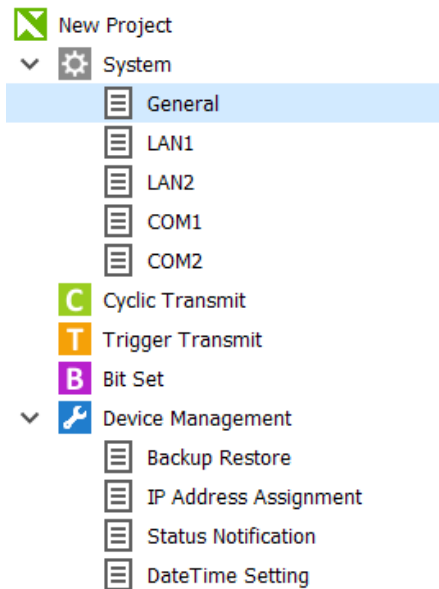 New Project
System
General
LAN1
LAN2
COM1
COM2
C Cyclic Transmit
T Trigger Transmit
B Bit Set
Device Management
Backup Restore
IP Address Assignment
Status Notification
DateTime Setting